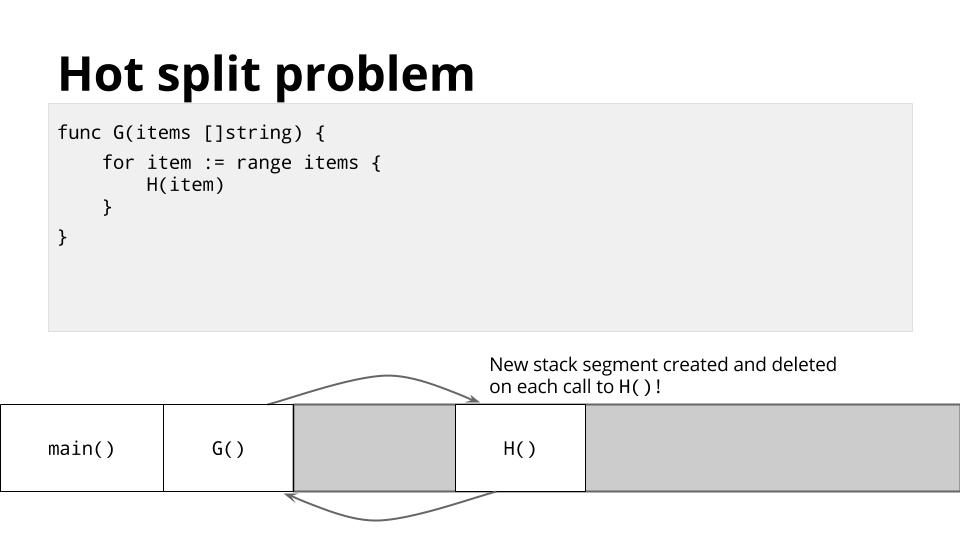 Hot split problem
func G(items []string) {
    for item := range items {
        H(item)
    }
}
New stack segment created and deleted
on each call to H()!
main()
G()
H()